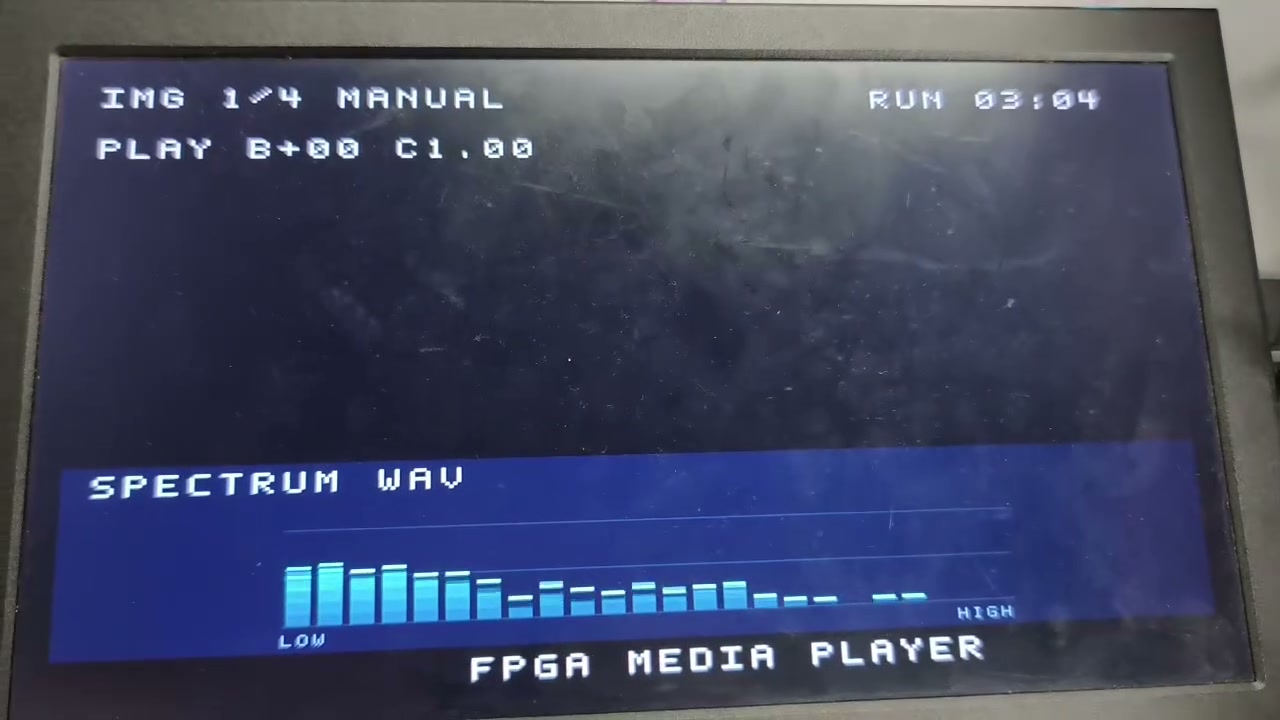 IMG 1/4 MANUAL
RUN 03:04
PLAY B+00 C1.00
SPECTRUM WAV
LOW
HIGH
FPGA MEDIA PLAYER